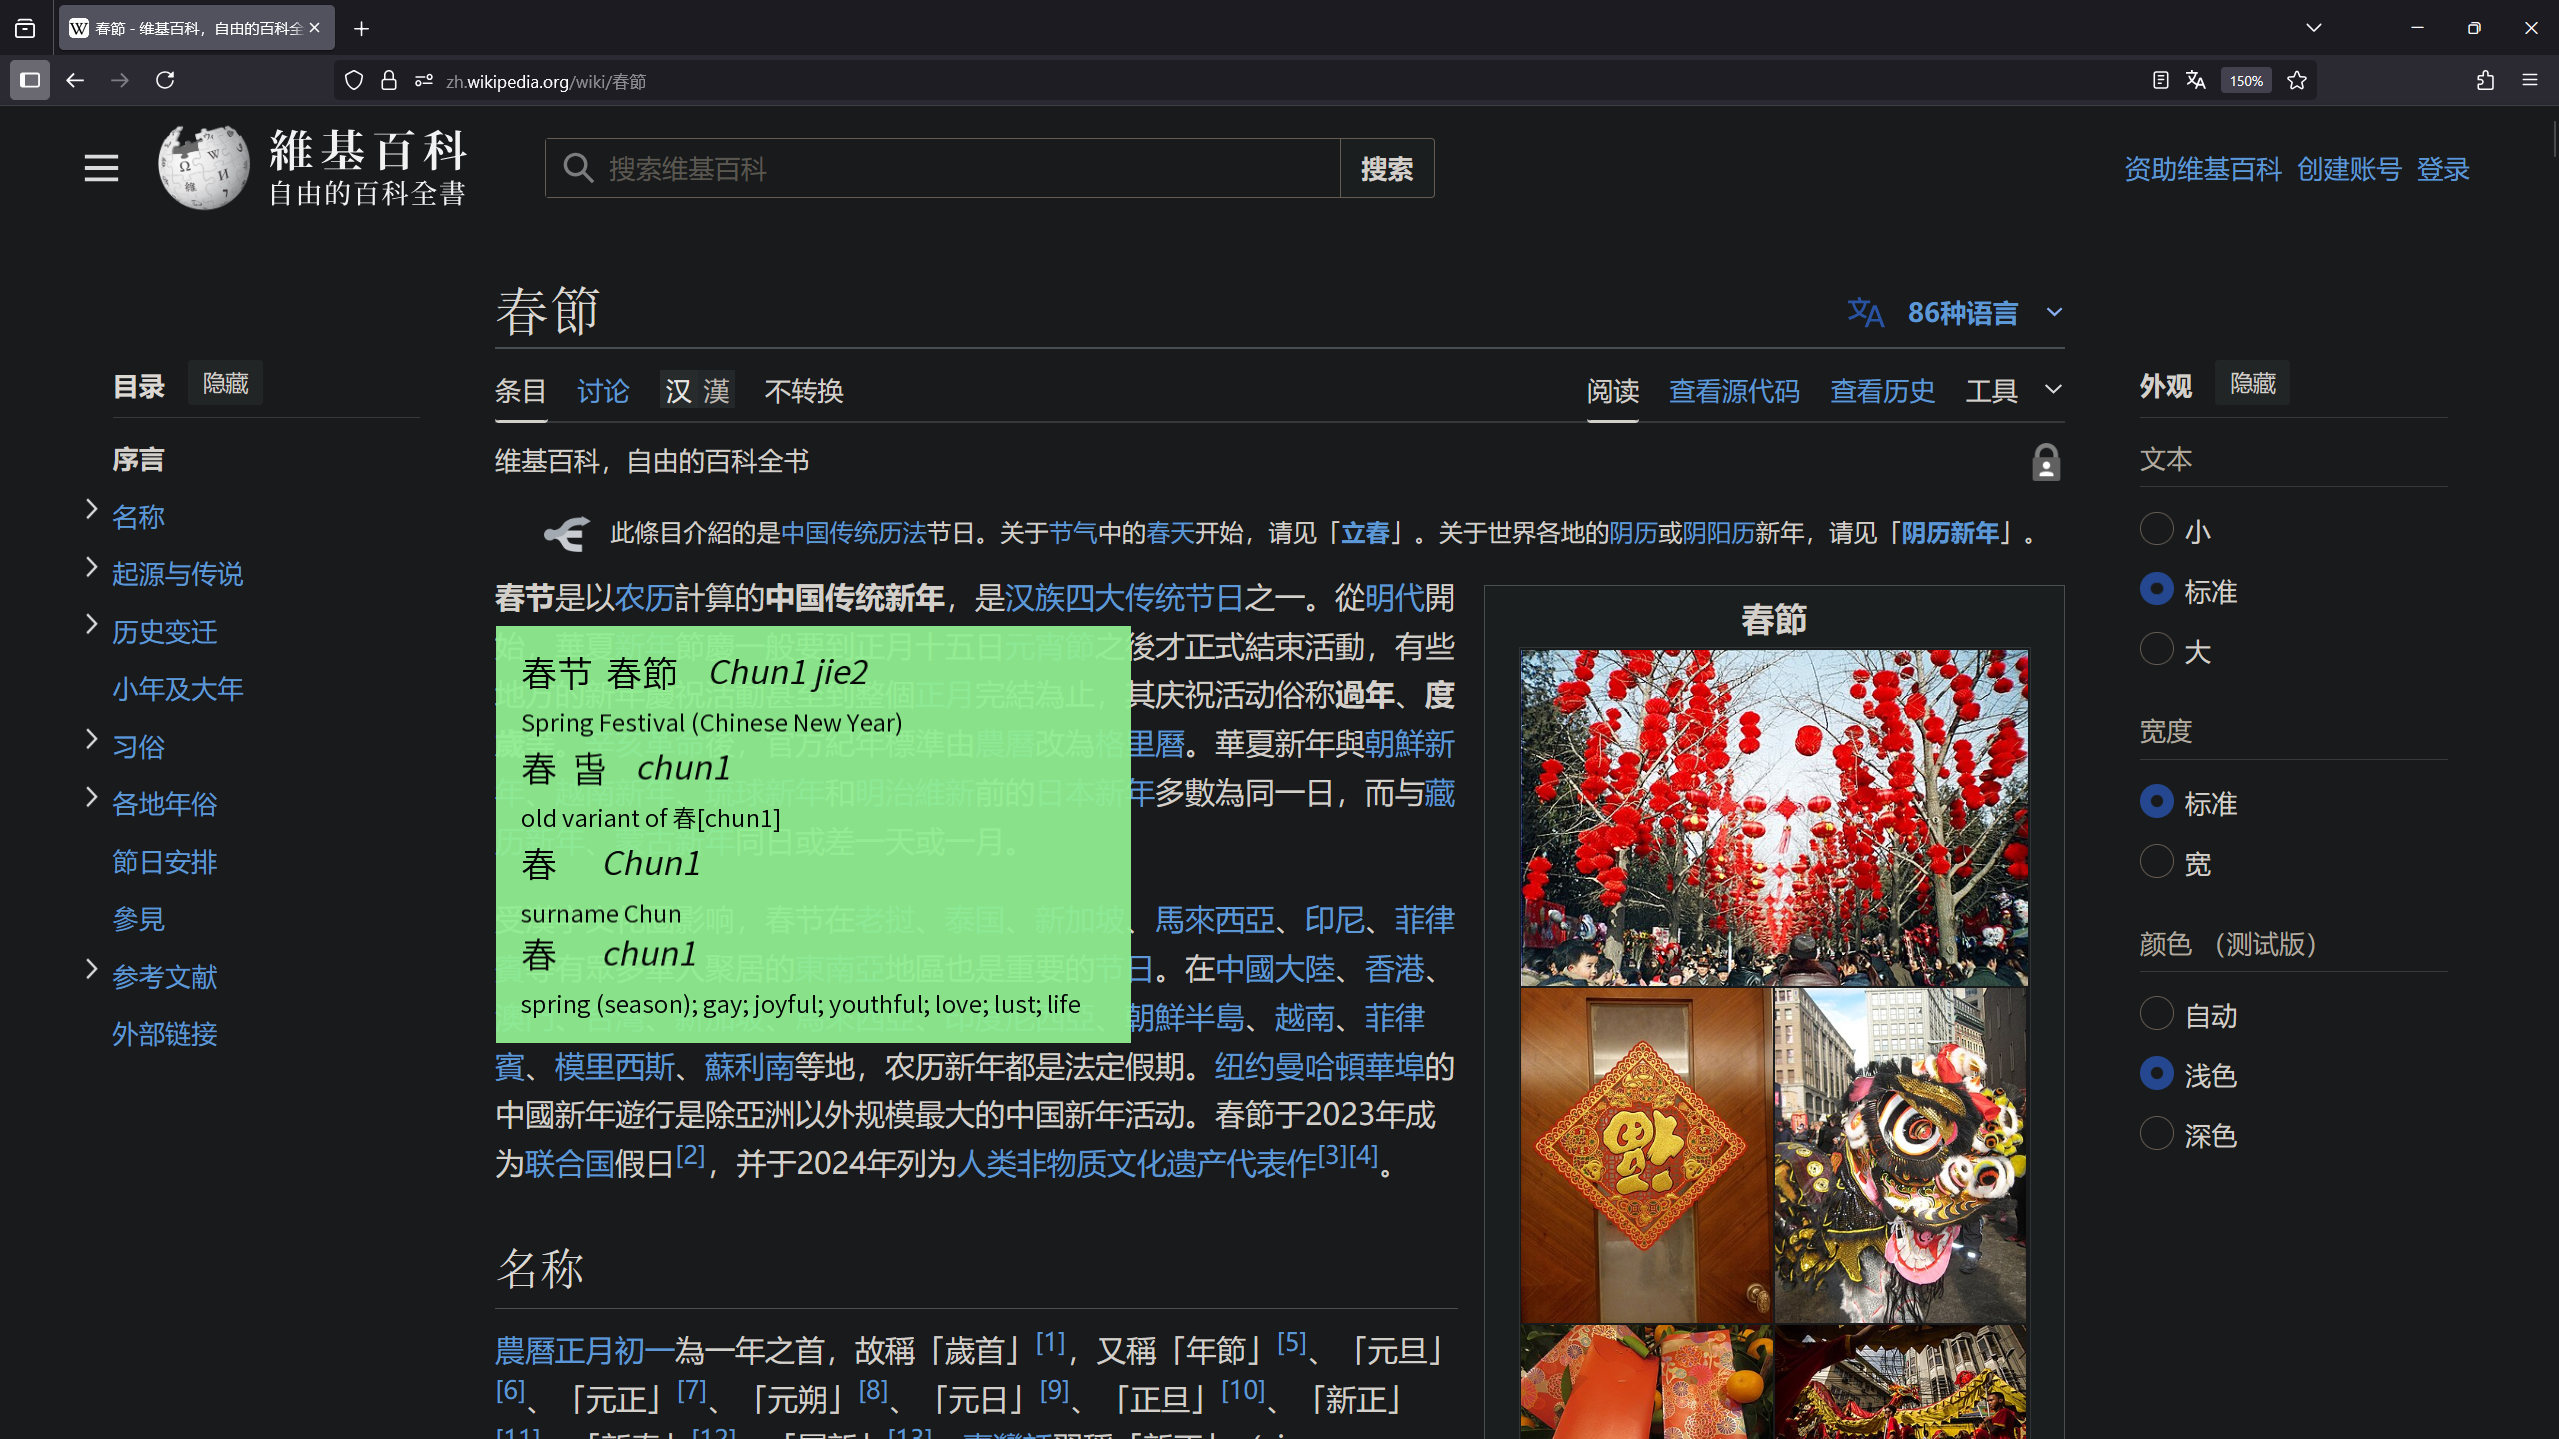 春節 - 维基百科，自由的百科全
zh.wikipedia.org/wiki/春節
150%
維基百科
自由的百科全書
搜索维基百科
搜索
资助维基百科 创建账号 登录
春節
86种语言
目录 隐藏
序言
名称
起源与传说
历史变迁
小年及大年
习俗
各地年俗
節日安排
參見
参考文献
外部链接
条目 讨论 汉 漢 不转换
阅读 查看源代码 查看历史 工具
维基百科，自由的百科全书
此條目介紹的是中国传统历法节日。关于节气中的春天开始，请见「立春」。关于世界各地的阴历或阴阳历新年，请见「阴历新年」。
春节是以农历計算的中国传统新年，是汉族四大传统节日之一。從明代開
後才正式結束活動，有些
其庆祝活动俗称過年、度
里曆。華夏新年與朝鮮新
年多數為同一日，而与藏
同日或差一天或一月。
、馬來西亞、印尼、菲律
日。在中國大陸、香港、
朝鮮半島、越南、菲律
賓、模里西斯、蘇利南等地，农历新年都是法定假期。纽约曼哈頓華埠的
中國新年遊行是除亞洲以外规模最大的中国新年活动。春節于2023年成
为联合国假日[2]，并于2024年列为人类非物质文化遗产代表作[3][4]。
春节 春節 Chun1 jie2
Spring Festival (Chinese New Year)
春 旾 chun1
old variant of 春[chun1]
春 Chun1
surname Chun
春 chun1
spring (season); gay; joyful; youthful; love; lust; life
名称
農曆正月初一為一年之首，故稱「歲首」[1]，又稱「年節」[5]、「元旦」
[6]、「元正」[7]、「元朔」[8]、「元日」[9]、「正旦」[10]、「新正」
春節
福
外观 隐藏
文本
小
标准
大
宽度
标准
宽
颜色 （测试版）
自动
浅色
深色